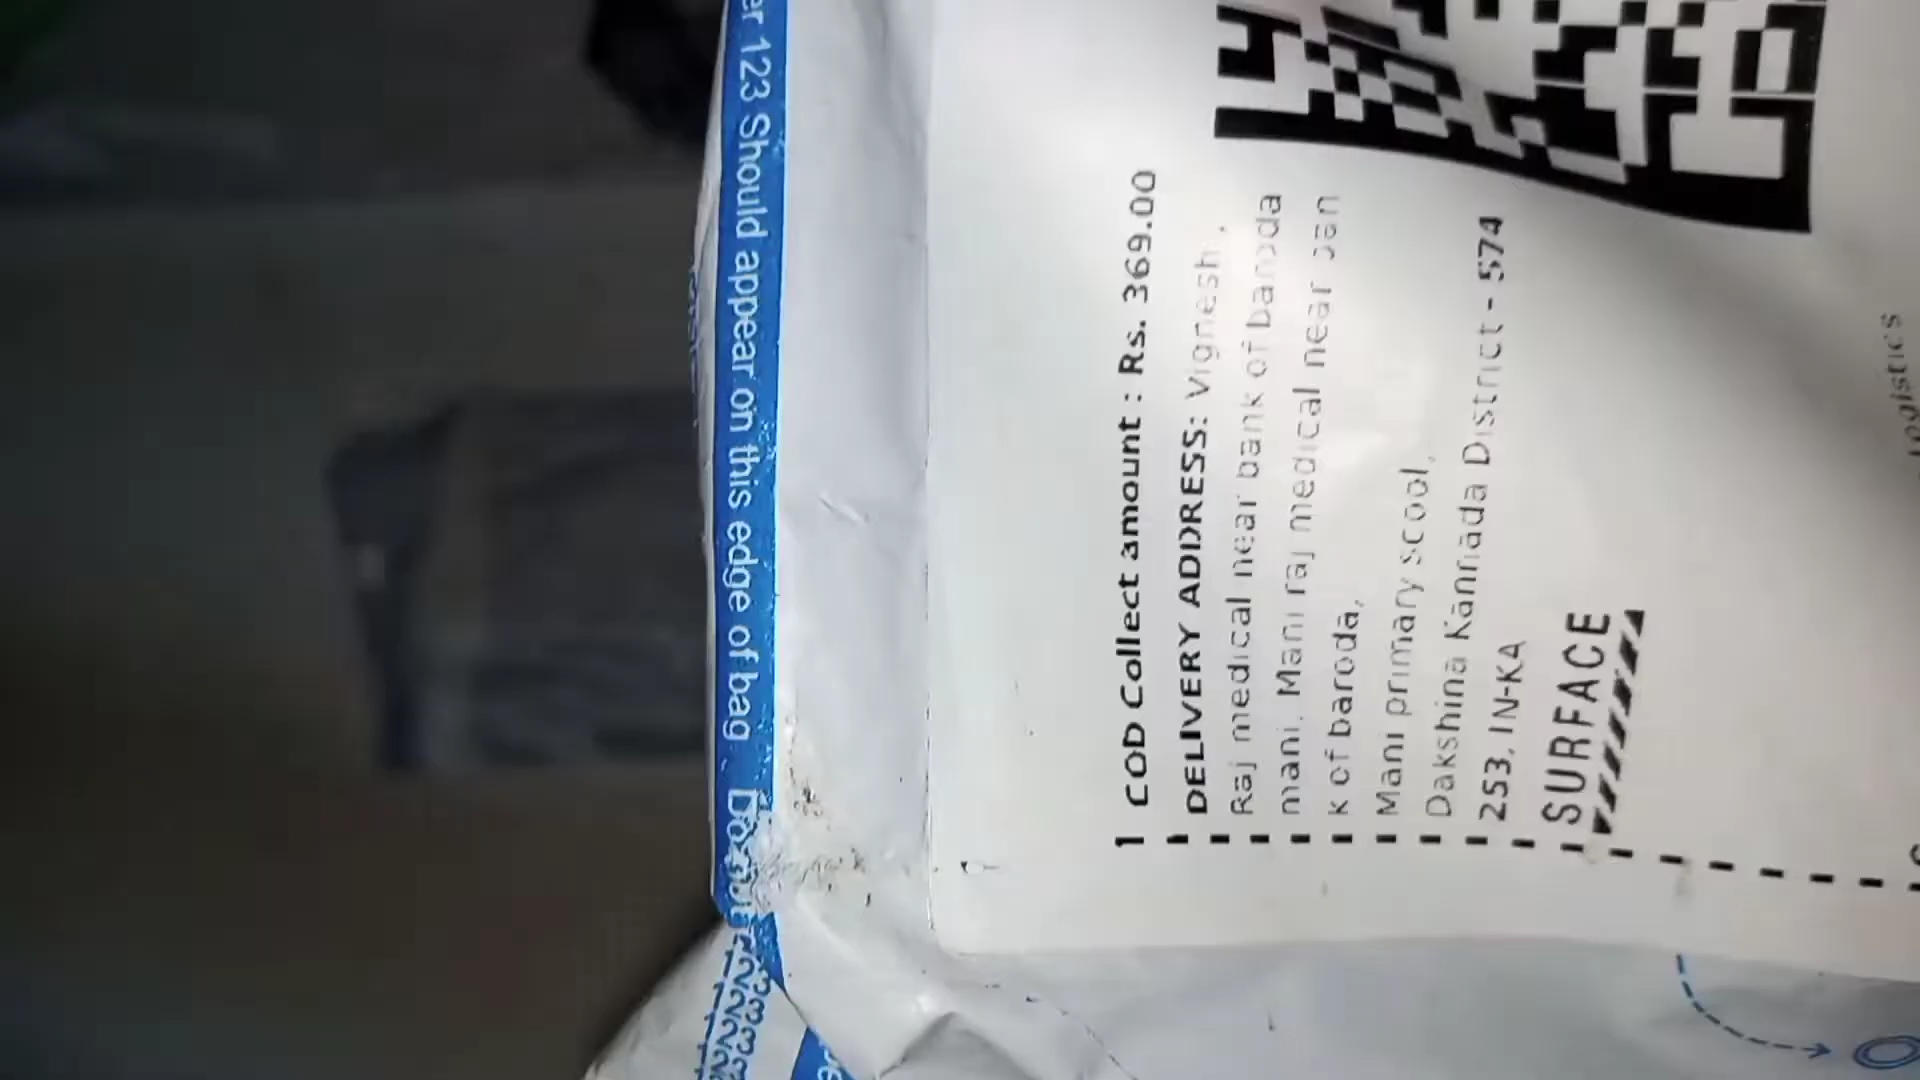 er 123 Should appear on this edge of bag
COD Collect amount : Rs. 369.00
DELIVERY ADDRESS: Vignesh,
Raj medical near bank of baroda
mani. Mani raj medical near ban
k of baroda,
Mani primary scool,
Dakshina Kannada District - 574
253, IN-KA
SURFACE
ogistics